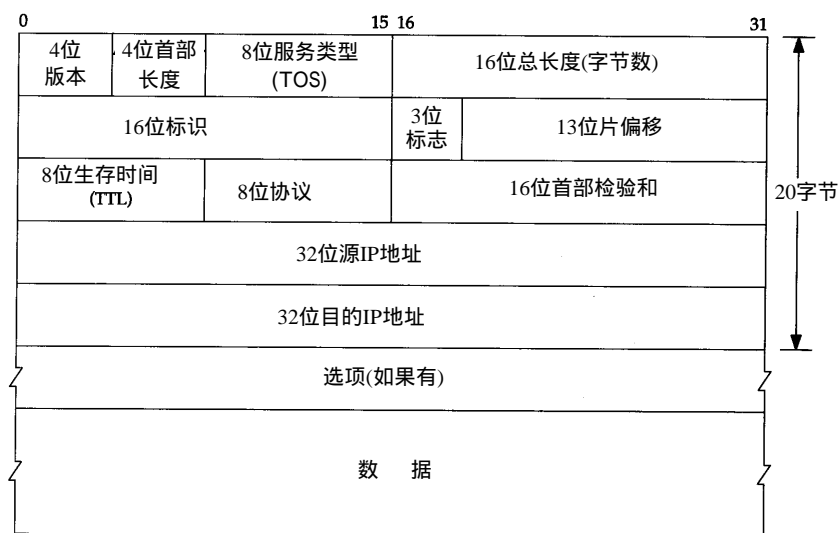 0 15 16 31
4位
版本
4位首部
长度
8位服务类型
(TOS)
16位总长度(字节数)
16位标识
3位
标志
13位片偏移
8位生存时间
(TTL)
8位协议
16位首部检验和
20字节
32位源IP地址
32位目的IP地址
选项(如果有)
数 据